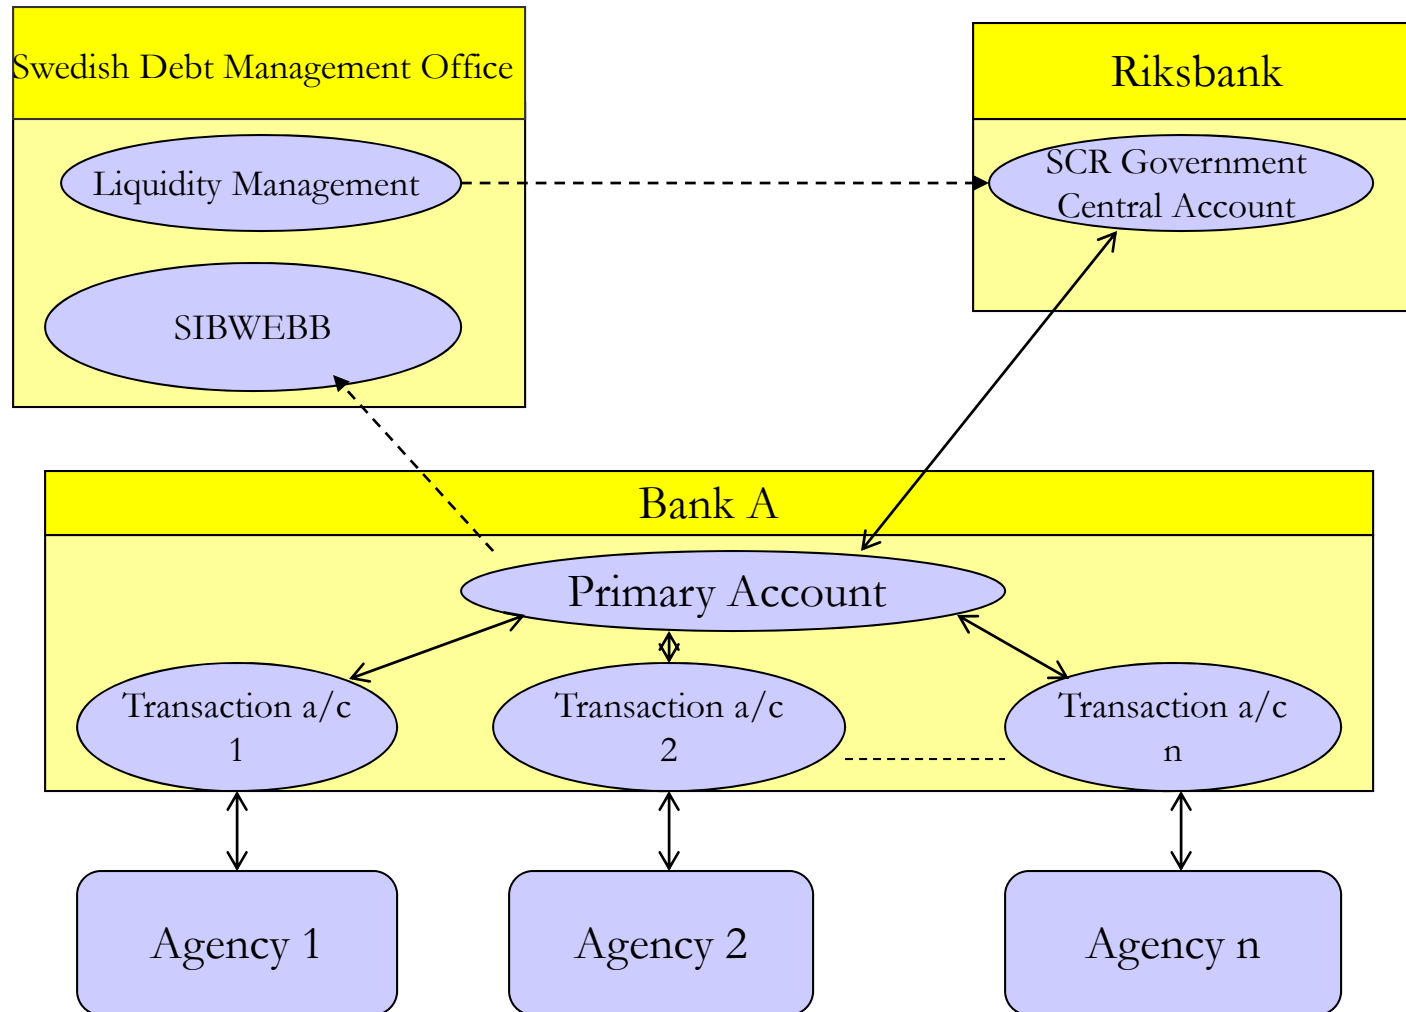 Swedish Debt Management Office
Riksbank
Liquidity Management
SCR Government
Central Account
SIBWEBB
Bank A
Primary Account
Transaction a/c
1
Transaction a/c
2
Transaction a/c
n
Agency 1
Agency 2
Agency n